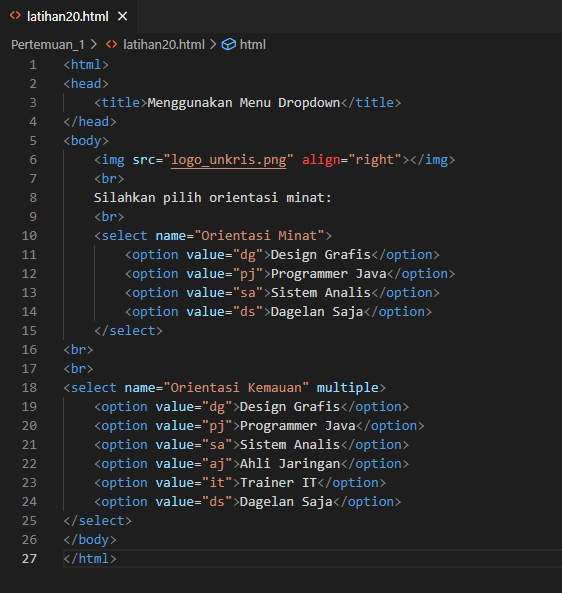 latihan20.html
Pertemuan_1 > latihan20.html > html
1 <html>
2 <head>
3 <title>Menggunakan Menu Dropdown</title>
4 </head>
5 <body>
6 <img src="logo_unkris.png" align="right"></img>
7 <br>
8 Silahkan pilih orientasi minat:
9 <br>
10 <select name="Orientasi Minat">
11 <option value="dg">Design Grafis</option>
12 <option value="pj">Programmer Java</option>
13 <option value="sa">Sistem Analis</option>
14 <option value="ds">Dagelan Saja</option>
15 </select>
16 <br>
17 <br>
18 <select name="Orientasi Kemauan" multiple>
19 <option value="dg">Design Grafis</option>
20 <option value="pj">Programmer Java</option>
21 <option value="sa">Sistem Analis</option>
22 <option value="aj">Ahli Jaringan</option>
23 <option value="it">Trainer IT</option>
24 <option value="ds">Dagelan Saja</option>
25 </select>
26 </body>
27 </html>